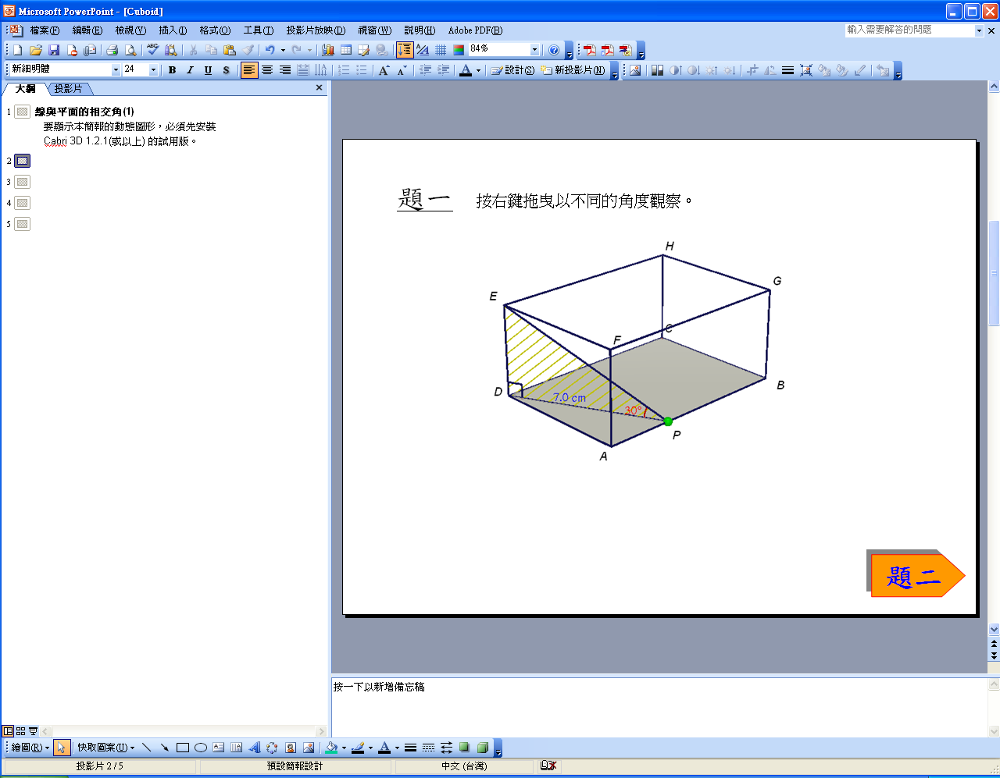 Microsoft PowerPoint - [Cuboid]
檔案(F) 編輯(E) 檢視(V) 插入(I) 格式(O) 工具(T) 投影片放映(D) 視窗(W) 說明(H) Adobe PDF(B) 輸入需要解答的問題
84%
新細明體 24 B I U S 設計(S) 新投影片(N)
大綱 投影片
1 線與平面的相交角(1)
要顯示本簡報的動態圖形，必須先安裝
Cabri 3D 1.2.1(或以上) 的試用版。
2
3
4
5
題一 按右鍵拖曳以不同的角度觀察。
H
G
E
C
F
D
B
7.0 cm
30°
P
A
題二
按一下以新增備忘稿
繪圖(R) 快取圖案(U)
投影片 2 / 5 預設簡報設計 中文 (台灣)